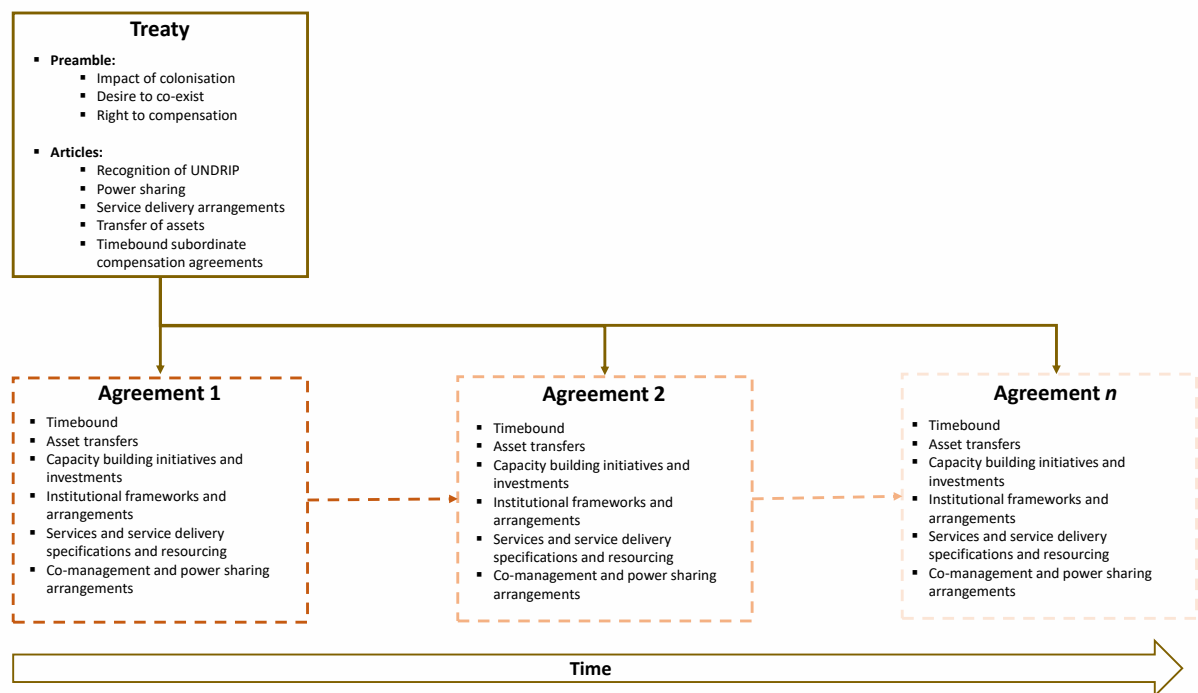 Treaty
▪ Preamble:
▪ Impact of colonisation
▪ Desire to co-exist
▪ Right to compensation
▪ Articles:
▪ Recognition of UNDRIP
▪ Power sharing
▪ Service delivery arrangements
▪ Transfer of assets
▪ Timebound subordinate
compensation agreements
Agreement 1
▪ Timebound
▪ Asset transfers
▪ Capacity building initiatives and
investments
▪ Institutional frameworks and
arrangements
▪ Services and service delivery
specifications and resourcing
▪ Co-management and power sharing
arrangements
Agreement 2
▪ Timebound
▪ Asset transfers
▪ Capacity building initiatives and
investments
▪ Institutional frameworks and
arrangements
▪ Services and service delivery
specifications and resourcing
▪ Co-management and power sharing
arrangements
Agreement n
▪ Timebound
▪ Asset transfers
▪ Capacity building initiatives and
investments
▪ Institutional frameworks and
arrangements
▪ Services and service delivery
specifications and resourcing
▪ Co-management and power sharing
arrangements
Time